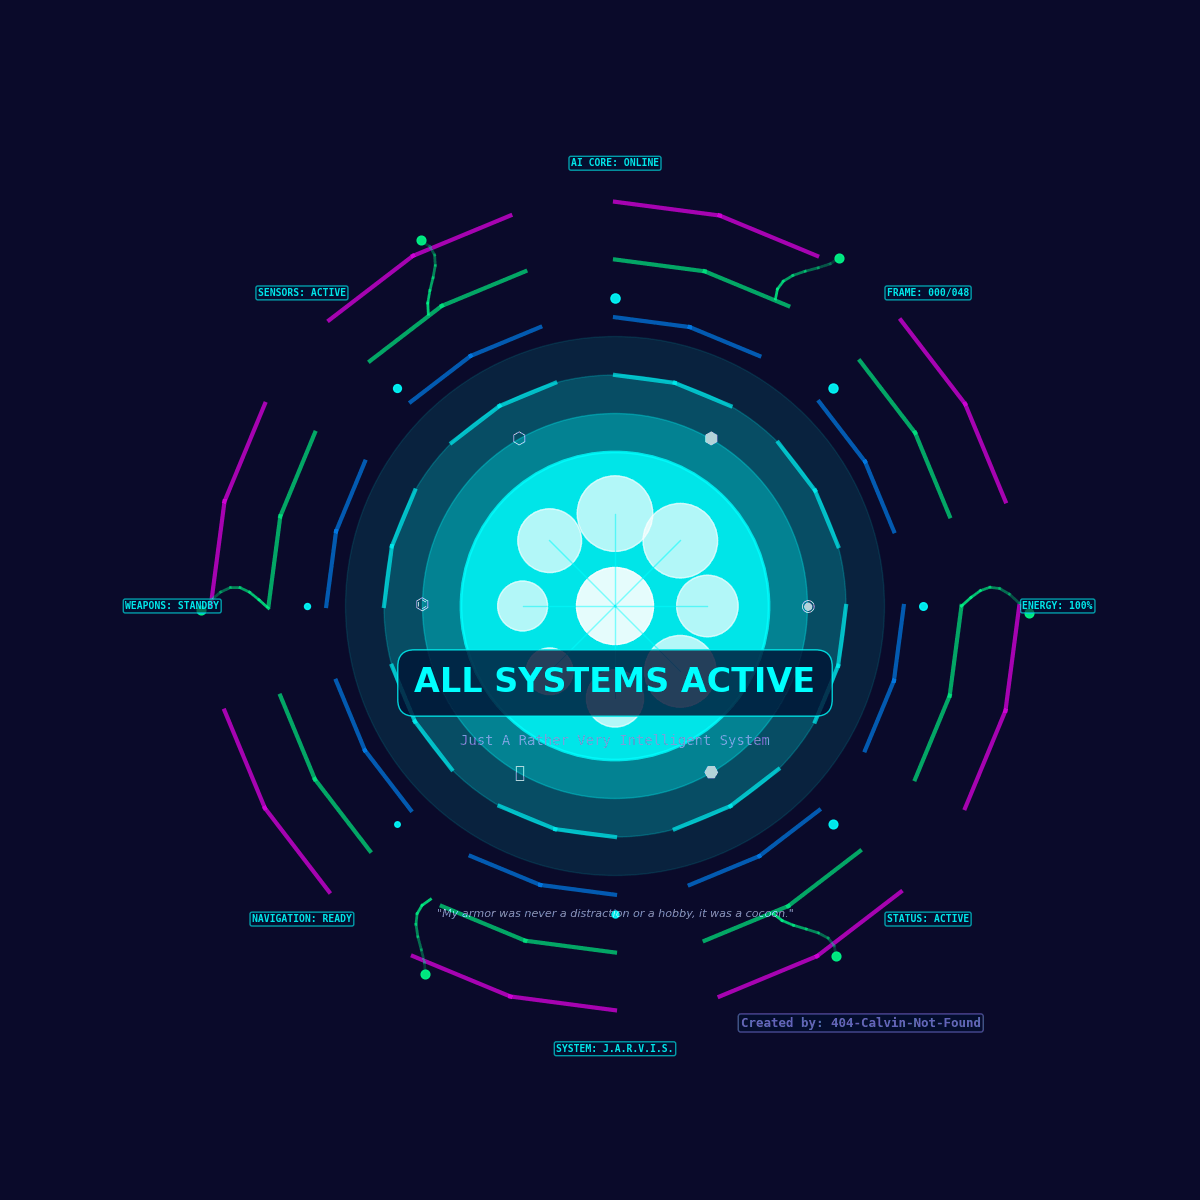 AI CORE: ONLINE
SENSORS: ACTIVE
FRAME: 000/048
WEAPONS: STANDBY
ENERGY: 100%
ALL SYSTEMS ACTIVE
Just A Rather Very Intelligent System
"My armor was never a distraction or a hobby, it was a cocoon."
NAVIGATION: READY
STATUS: ACTIVE
Created by: 404-Calvin-Not-Found
SYSTEM: J.A.R.V.I.S.